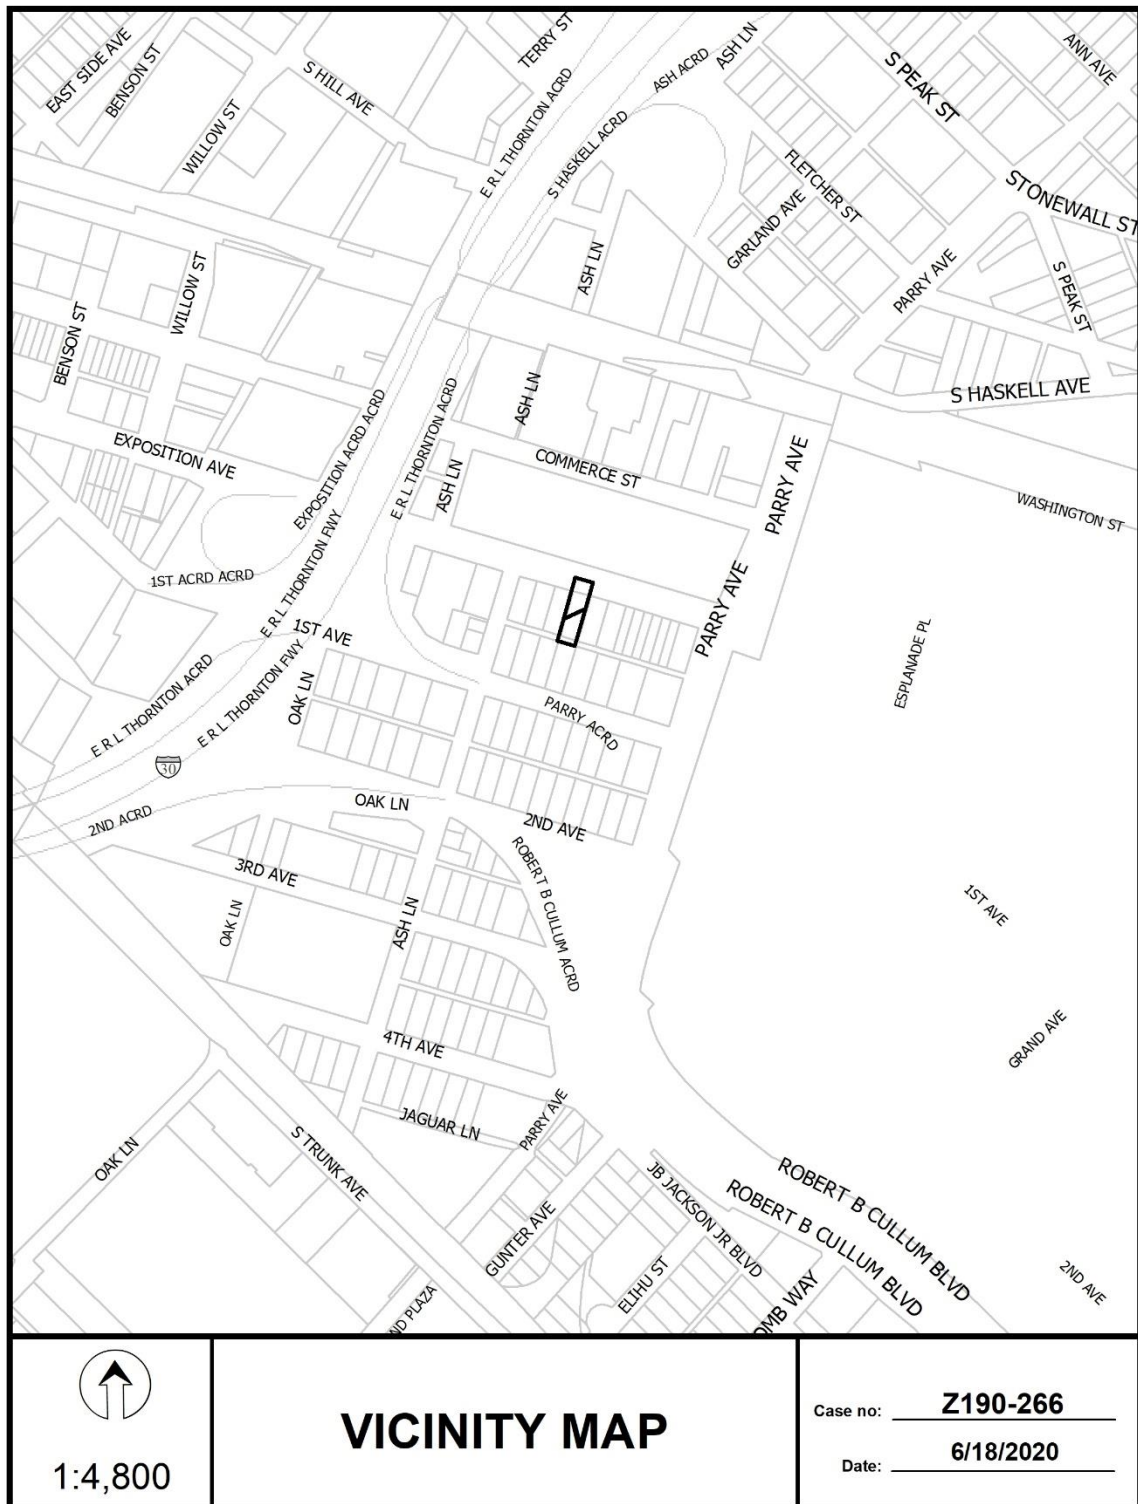 EAST SIDE AVE
BENSON ST
WILLOW ST
S HILL AVE
TERRY ST
E R L THORNTON ACRD
S HASKELL ACRD
ASH ACRD
ASH LN
S PEAK ST
ANN AVE
FLETCHER ST
GARLAND AVE
STONEWALL ST
PARRY AVE
S PEAK ST
ASH LN
WILLOW ST
BENSON ST
S HASKELL AVE
EXPOSITION AVE
EXPOSITION ACRD ACRD
E R L THORNTON ACRD
ASH LN
ASH LN
COMMERCE ST
PARRY AVE
WASHINGTON ST
1ST ACRD ACRD
E R L THORNTON FWY
PARRY AVE
ESPLANADE PL
1ST AVE
E R L THORNTON ACRD
E R L THORNTON FWY
OAK LN
PARRY ACRD
30
2ND ACRD
OAK LN
2ND AVE
ROBERT B CULLUM ACRD
3RD AVE
OAK LN
ASH LN
1ST AVE
GRAND AVE
4TH AVE
JAGUAR LN
PARRY AVE
OAK LN
S TRUNK AVE
GUNTER AVE
JB JACKSON JR BLVD
ROBERT B CULLUM BLVD
ROBERT B CULLUM BLVD
ELIHU ST
OMB WAY
ND PLAZA
2ND AVE
1:4,800
VICINITY MAP
Case no: Z190-266
Date: 6/18/2020